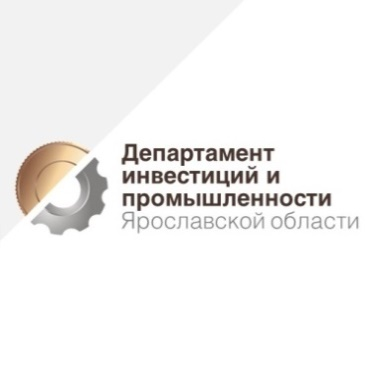 Департамент
инвестиций и
промышленности
Ярославской области